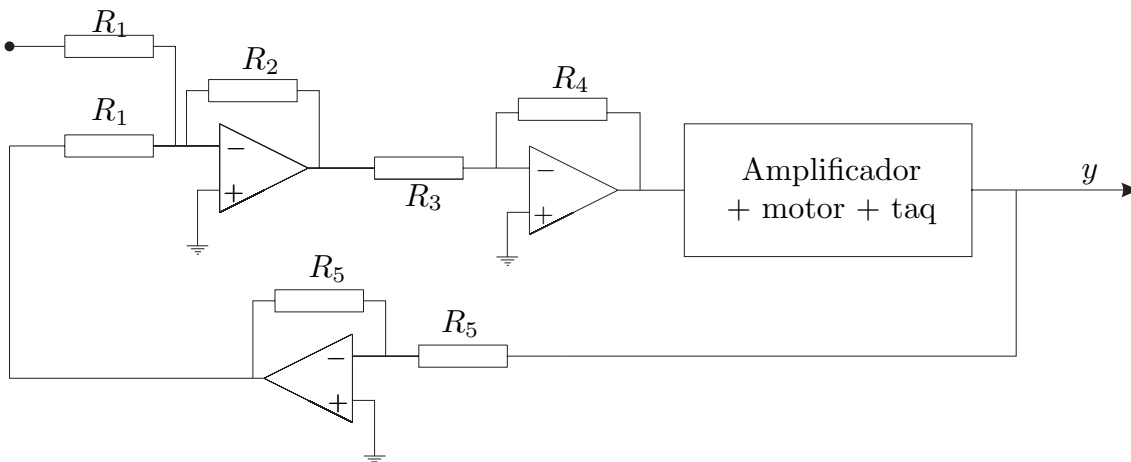 R₁
R₂
R₄
R₁
−
+
R₃
−
+
Amplificador
+ motor + taq
y
R₅
R₅
−
+